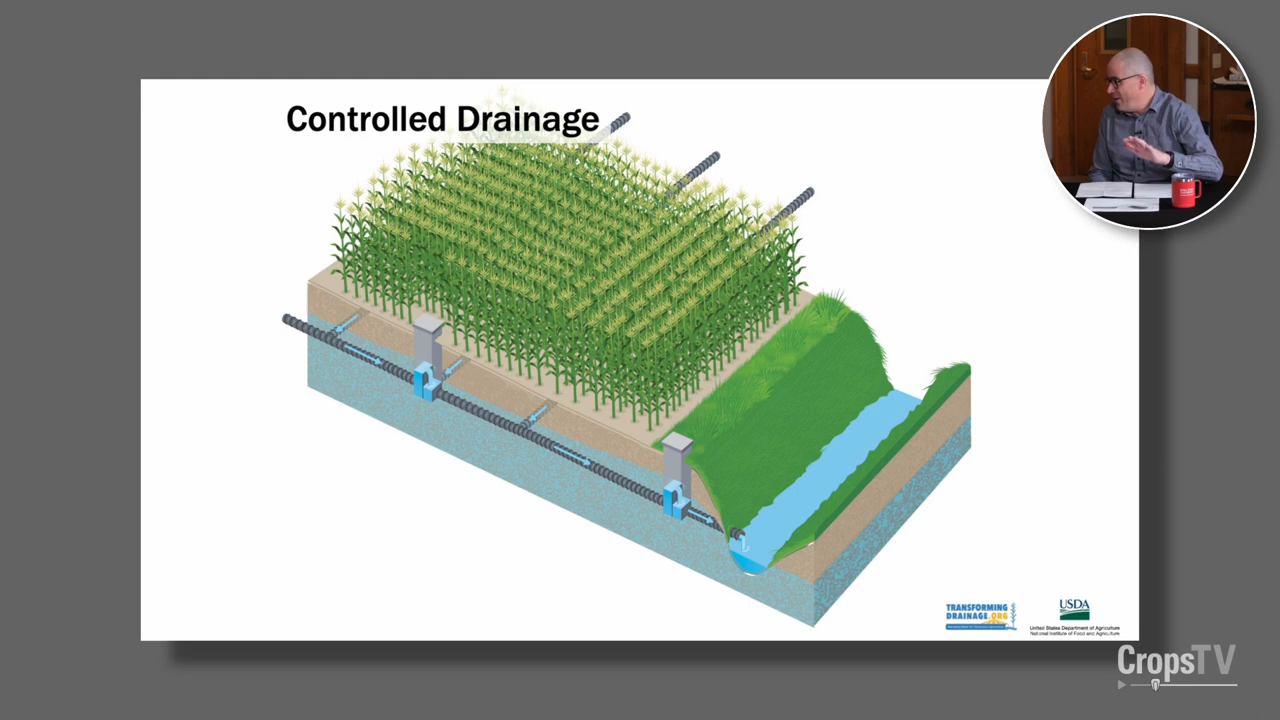 Controlled Drainage
TRANSFORMING
DRAINAGE.ORG
USDA
United States Department of Agriculture
National Institute of Food and Agriculture
CropsTV